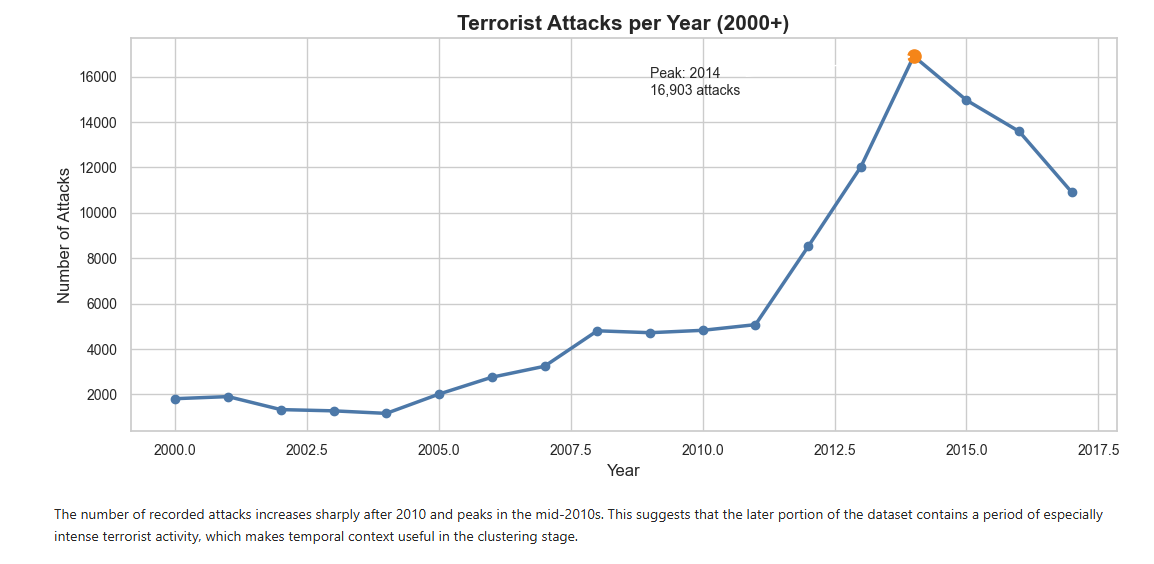 Terrorist Attacks per Year (2000+)
Peak: 2014
16,903 attacks
16000
14000
12000
10000
8000
6000
4000
2000
Number of Attacks
2000.0 2002.5 2005.0 2007.5 2010.0 2012.5 2015.0 2017.5
Year
The number of recorded attacks increases sharply after 2010 and peaks in the mid-2010s. This suggests that the later portion of the dataset contains a period of especially
intense terrorist activity, which makes temporal context useful in the clustering stage.